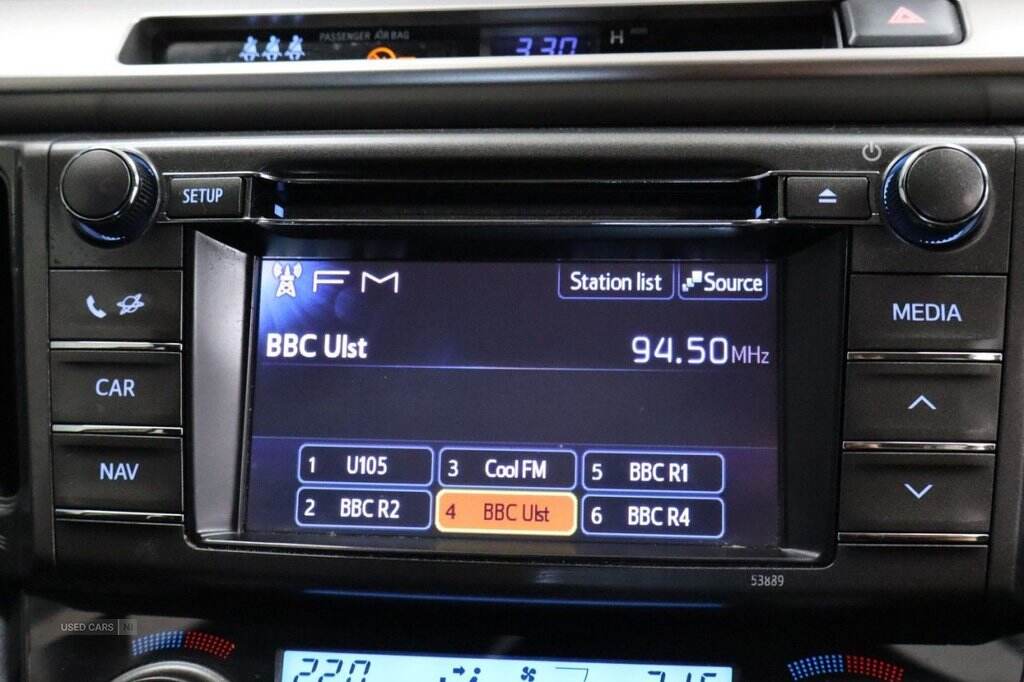 PASSENGER AIR BAG
3:30 H
SETUP
FM Station list Source
BBC Ulst 94.50MHz
MEDIA
CAR
NAV
1 U105 3 Cool FM 5 BBC R1
2 BBC R2 4 BBC Ulst 6 BBC R4
53889
USED CARS NI
22.0